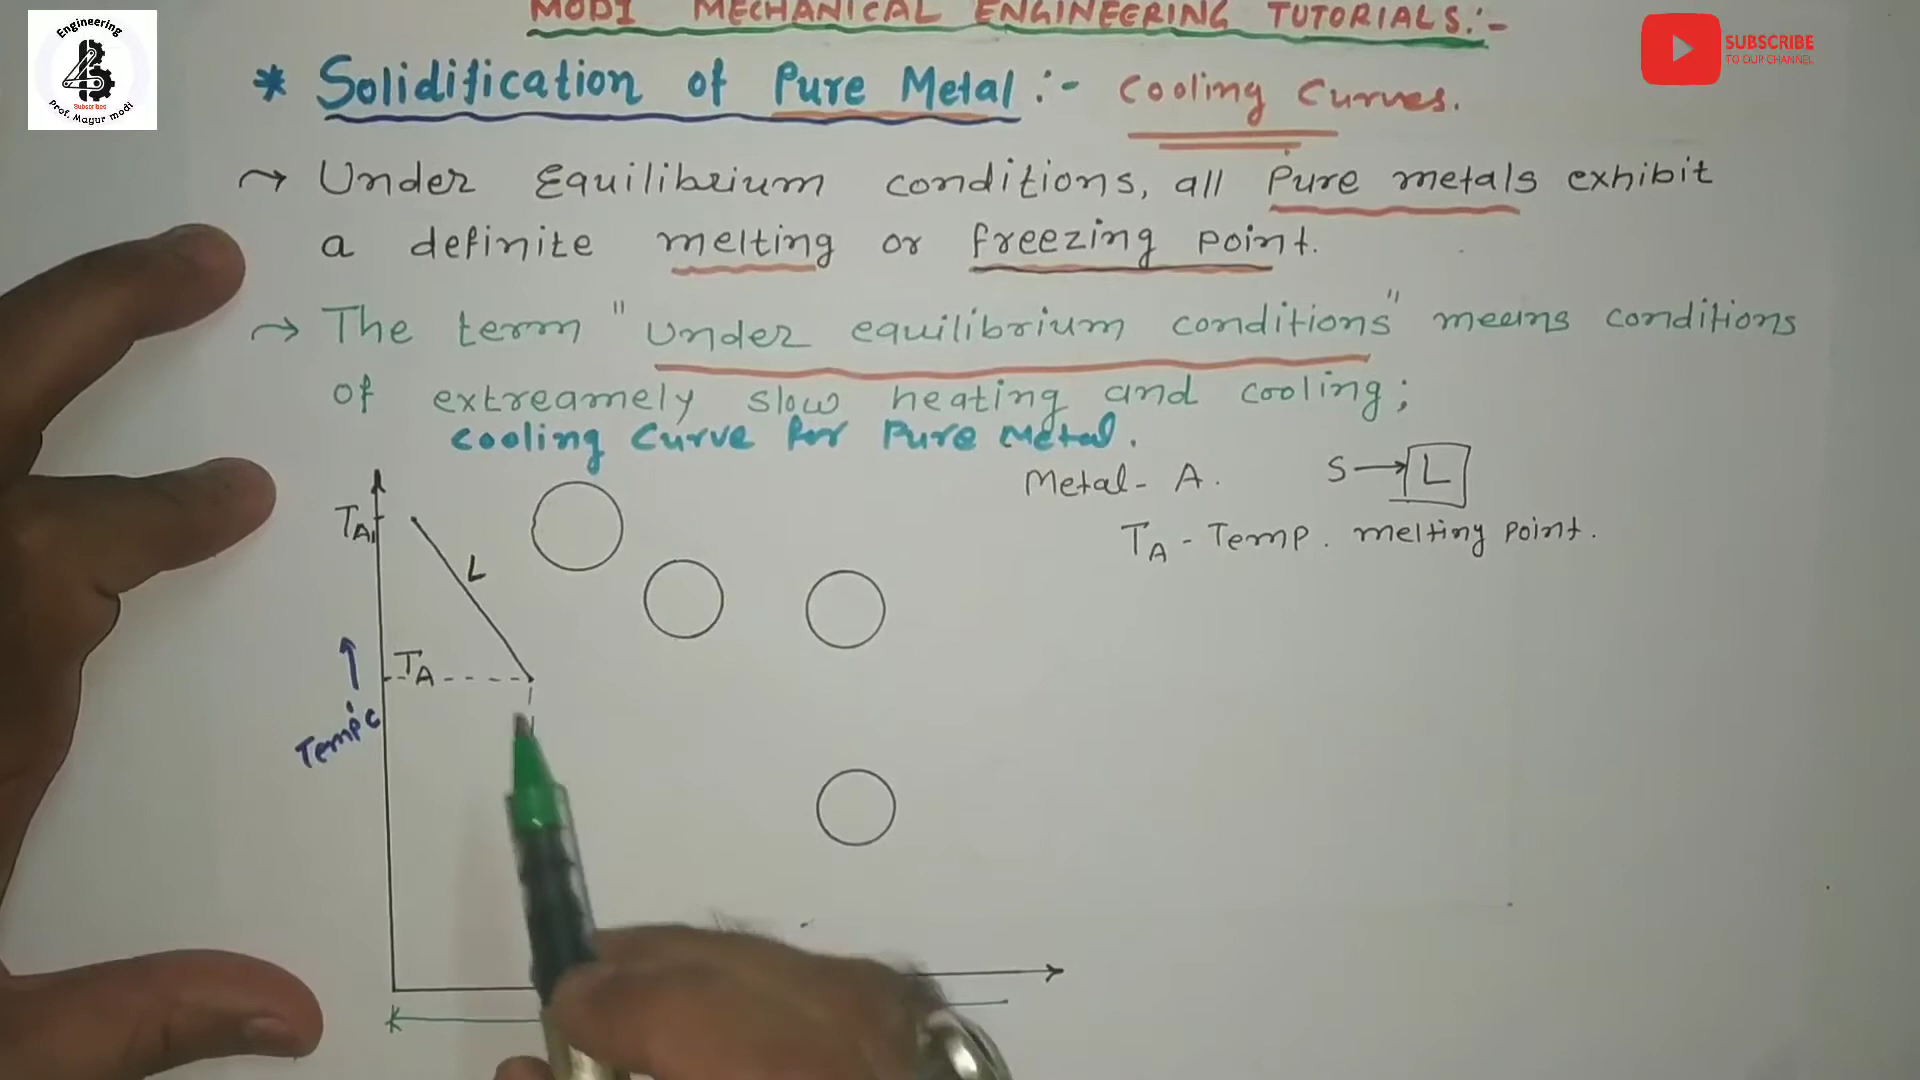 MODI MECHANICAL ENGINEERING TUTORIALS:-
Engineering
Subscribe
Prof. Mayur modi
SUBSCRIBE
TO OUR CHANNEL
* Solidification of Pure Metal :- Cooling Curves.
→ Under Equilibrium conditions, all Pure metals exhibit
a definite melting or freezing point.
→ The term "Under equilibrium conditions" means conditions
of extreamely slow heating and cooling;
Cooling Curve for Pure Metal.
Metal - A. S → L
TA - Temp. melting point.
TA1
L
TA
Temp°C